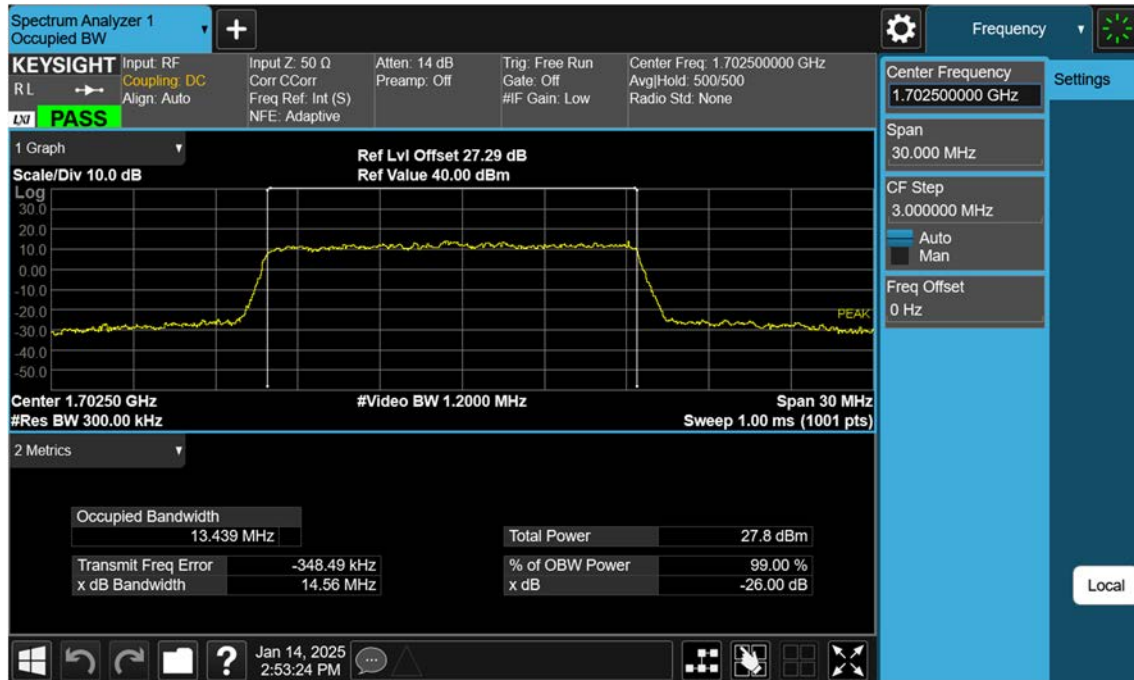 Spectrum Analyzer 1
Occupied BW
+
Frequency
KEYSIGHT
RL
LXI PASS
Input: RF
Coupling: DC
Align: Auto
Input Z: 50 Ω
Corr CCorr
Freq Ref: Int (S)
NFE: Adaptive
Atten: 14 dB
Preamp: Off
Trig: Free Run
Gate: Off
#IF Gain: Low
Center Freq: 1.702500000 GHz
Avg|Hold: 500/500
Radio Std: None
1 Graph
Scale/Div 10.0 dB
Ref Lvl Offset 27.29 dB
Ref Value 40.00 dBm
Log
30.0
20.0
10.0
0.00
-10.0
-20.0
-30.0
-40.0
-50.0
PEAK
Center 1.70250 GHz
#Video BW 1.2000 MHz
Span 30 MHz
#Res BW 300.00 kHz
Sweep 1.00 ms (1001 pts)
2 Metrics
Occupied Bandwidth
13.439 MHz
Total Power 27.8 dBm
Transmit Freq Error -348.49 kHz
% of OBW Power 99.00 %
x dB Bandwidth 14.56 MHz
x dB -26.00 dB
?
Jan 14, 2025
2:53:24 PM
Center Frequency
1.702500000 GHz
Settings
Span
30.000 MHz
CF Step
3.000000 MHz
Auto
Man
Freq Offset
0 Hz
Local